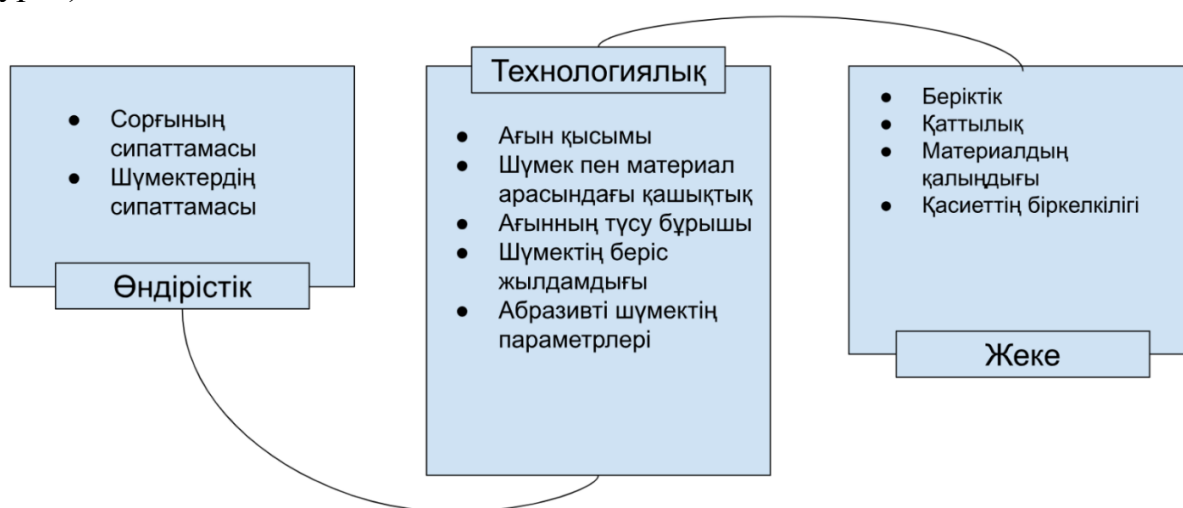 ● Сорғының
сипаттамасы
● Шүмектердің
сипаттамасы
Өндірістік
Технологиялық
● Ағын қысымы
● Шүмек пен материал
арасындағы қашықтық
● Ағынның түсу бұрышы
● Шүмектің беріс
жылдамдығы
● Абразивті шүмектің
параметрлері
● Беріктік
● Қаттылық
● Материалдың
қалыңдығы
● Қасиеттің біркелкілігі
Жеке